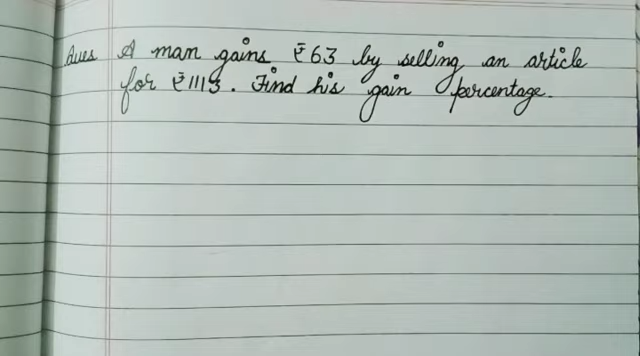 Ques A man gains ₹63 by selling an article
for ₹1113. Find his gain percentage.